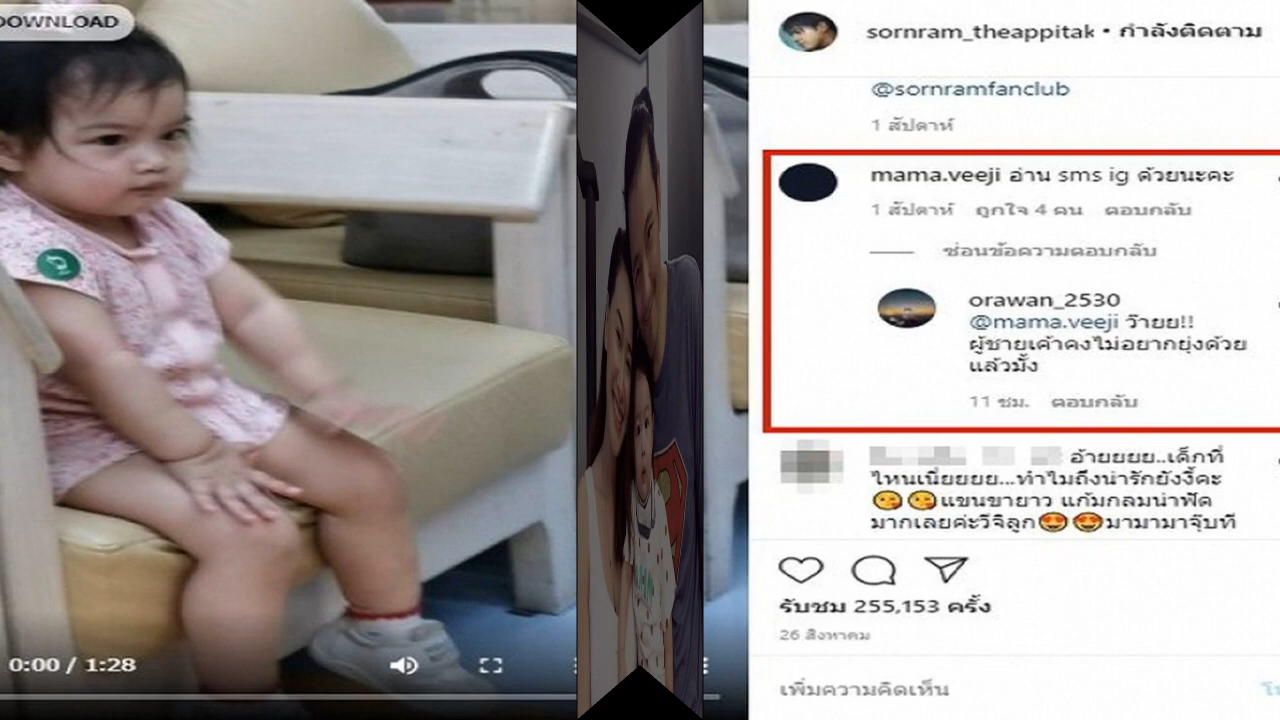 DOWNLOAD
0:00 / 1:28
sornram_theappitak • กำลังติดตาม
@sornramfanclub
1 สัปดาห์
mama.veeji อ่าน sms ig ด้วยนะคะ
1 สัปดาห์ ถูกใจ 4 คน ตอบกลับ
ซ่อนข้อความตอบกลับ
orawan_2530
@mama.veeji ว๊ายย!!
ผู้ชายเค้าคงไม่อยากยุ่งด้วย
แล้วมั้ง
11 ชม. ตอบกลับ
อ้ายยยย..เด็กที่
ไหนเนี่ยยยย...ทำไมถึงน่ารักยังงี้คะ
😘😘แขนขายาว แก้มกลมน่าฟัด
มากเลยค่ะวีจิลูก😍😍มามามาจุ๊บที
รับชม 255,153 ครั้ง
26 สิงหาคม
เพิ่มความคิดเห็น